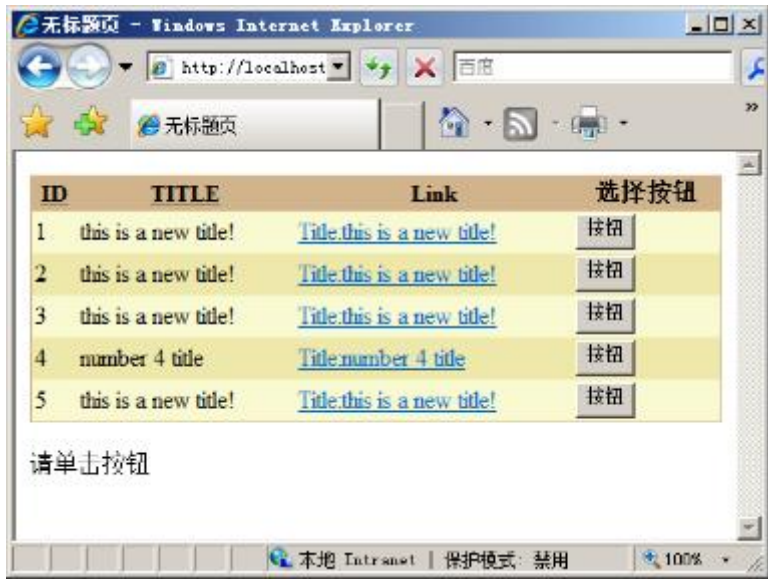 无标题页 - Windows Internet Explorer
http://localhost
百度
无标题页
»
ID TITLE Link 选择按钮
1 this is a new title! Title:this is a new title! 按钮
2 this is a new title! Title:this is a new title! 按钮
3 this is a new title! Title:this is a new title! 按钮
4 number 4 title Title:number 4 title 按钮
5 this is a new title! Title:this is a new title! 按钮
请单击按钮
本地 Intranet | 保护模式: 禁用 100%